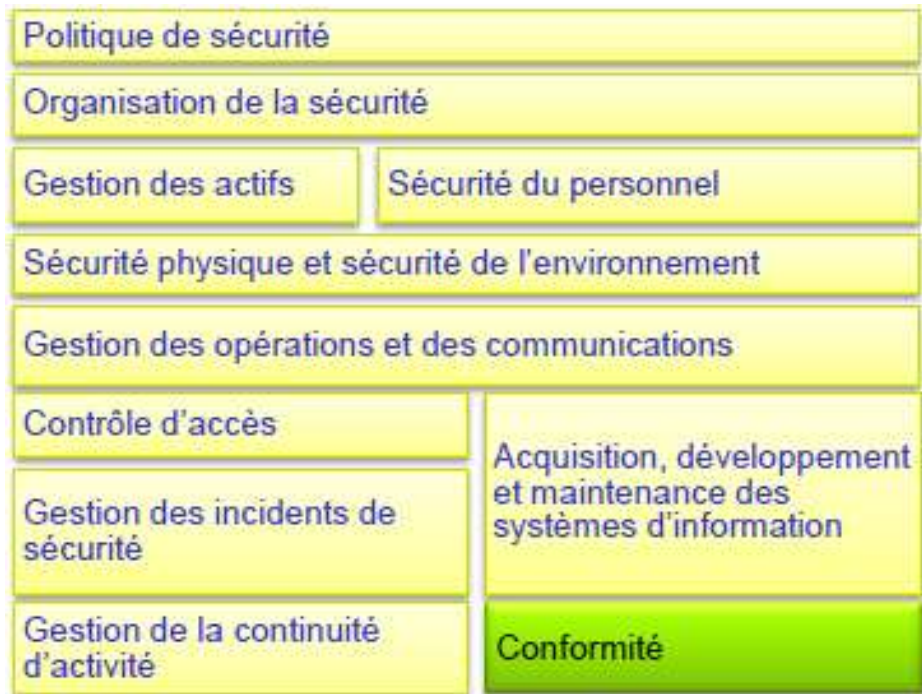 Politique de sécurité
Organisation de la sécurité
Gestion des actifs
Sécurité du personnel
Sécurité physique et sécurité de l'environnement
Gestion des opérations et des communications
Contrôle d'accès
Gestion des incidents de
sécurité
Gestion de la continuité
d'activité
Acquisition, développement
et maintenance des
systèmes d'information
Conformité